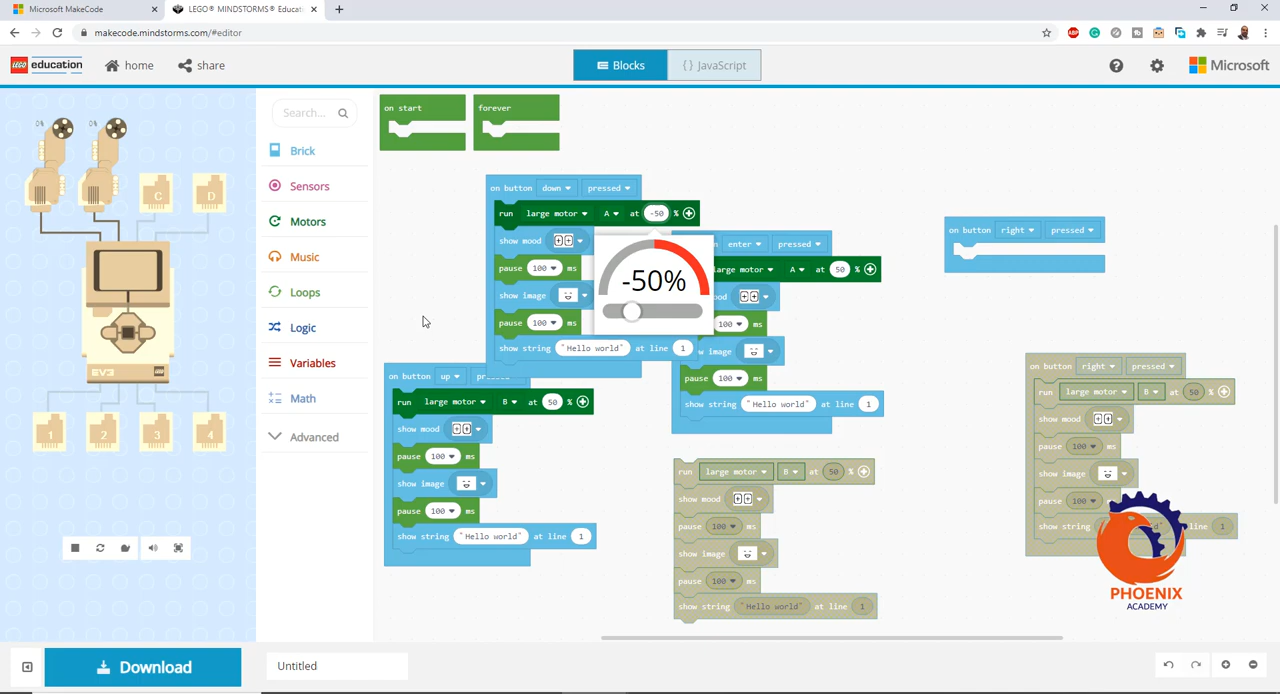 Microsoft MakeCode
LEGO® MINDSTORMS® Educati
makecode.mindstorms.com/#editor
LEGO education
home
share
Blocks
{ } JavaScript
Microsoft
0%
0%
C
D
EV3
1
2
3
4
Search...
Brick
Sensors
Motors
Music
Loops
Logic
Variables
Math
Advanced
on start
forever
on button down pressed
run large motor A at -50 %
show mood
pause 100 ms
show image
pause 100 ms
show string "Hello world" at line 1
-50%
enter pressed
large motor A at 50 %
100 ms
image
pause 100 ms
show string "Hello world" at line 1
on button up
run large motor B at 50 %
show mood
pause 100 ms
show image
pause 100 ms
show string "Hello world" at line 1
run large motor B at 50 %
show mood
pause 100 ms
show image
pause 100 ms
show string "Hello world" at line 1
on button right pressed
on button right pressed
run large motor B at 50 %
show mood
pause 100 ms
show image
pause 100
show string line 1
PHOENIX
ACADEMY
Download
Untitled